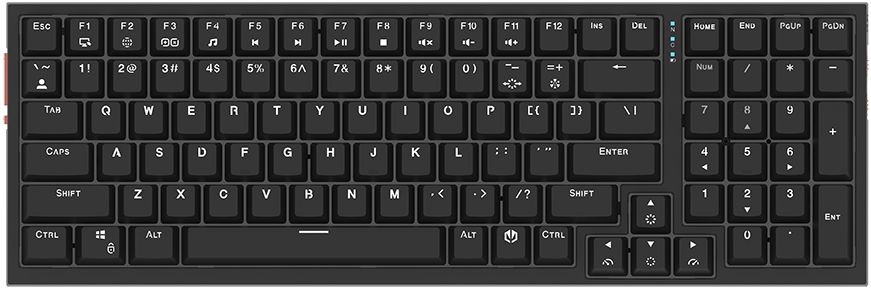 Esc F1 F2 F3 F4 F5 F6 F7 F8 F9 F10 F11 F12 Ins Del Home End PgUp PgDn
N
C
\~ 1! 2@ 3# 4$ 5% 6^ 7& 8* 9( 0) -_ =+ ← Num / * -
Tab Q W E R T Y U I O P [{ ]} \| 7 8 9 +
Caps A S D F G H J K L ;: '" Enter 4 5 6
Shift Z X C V B N M ,< .> /? Shift 1 2 3 Ent
Ctrl Alt Alt Ctrl 0 .